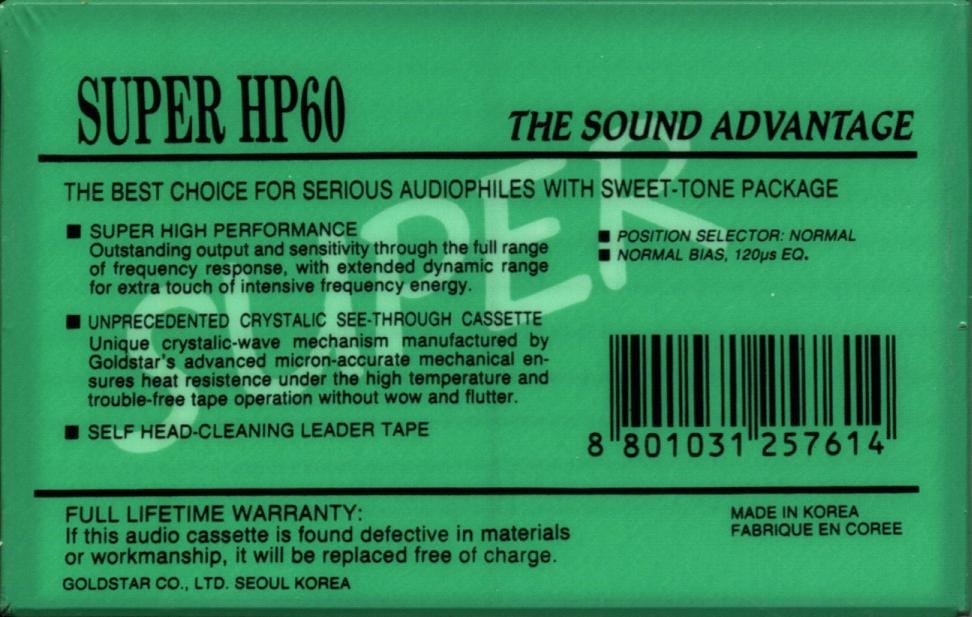 SUPER HP60
THE SOUND ADVANTAGE
THE BEST CHOICE FOR SERIOUS AUDIOPHILES WITH SWEET-TONE PACKAGE
SUPER
■ SUPER HIGH PERFORMANCE
Outstanding output and sensitivity through the full range
of frequency response, with extended dynamic range
for extra touch of intensive frequency energy.
■ UNPRECEDENTED CRYSTALIC SEE-THROUGH CASSETTE
Unique crystalic-wave mechanism manufactured by
Goldstar's advanced micron-accurate mechanical en-
sures heat resistence under the high temperature and
trouble-free tape operation without wow and flutter.
■ SELF HEAD-CLEANING LEADER TAPE
■ POSITION SELECTOR: NORMAL
■ NORMAL BIAS, 120µs EQ.
8 801031 257614
FULL LIFETIME WARRANTY:
If this audio cassette is found defective in materials
or workmanship, it will be replaced free of charge.
GOLDSTAR CO., LTD. SEOUL KOREA
MADE IN KOREA
FABRIQUE EN COREE